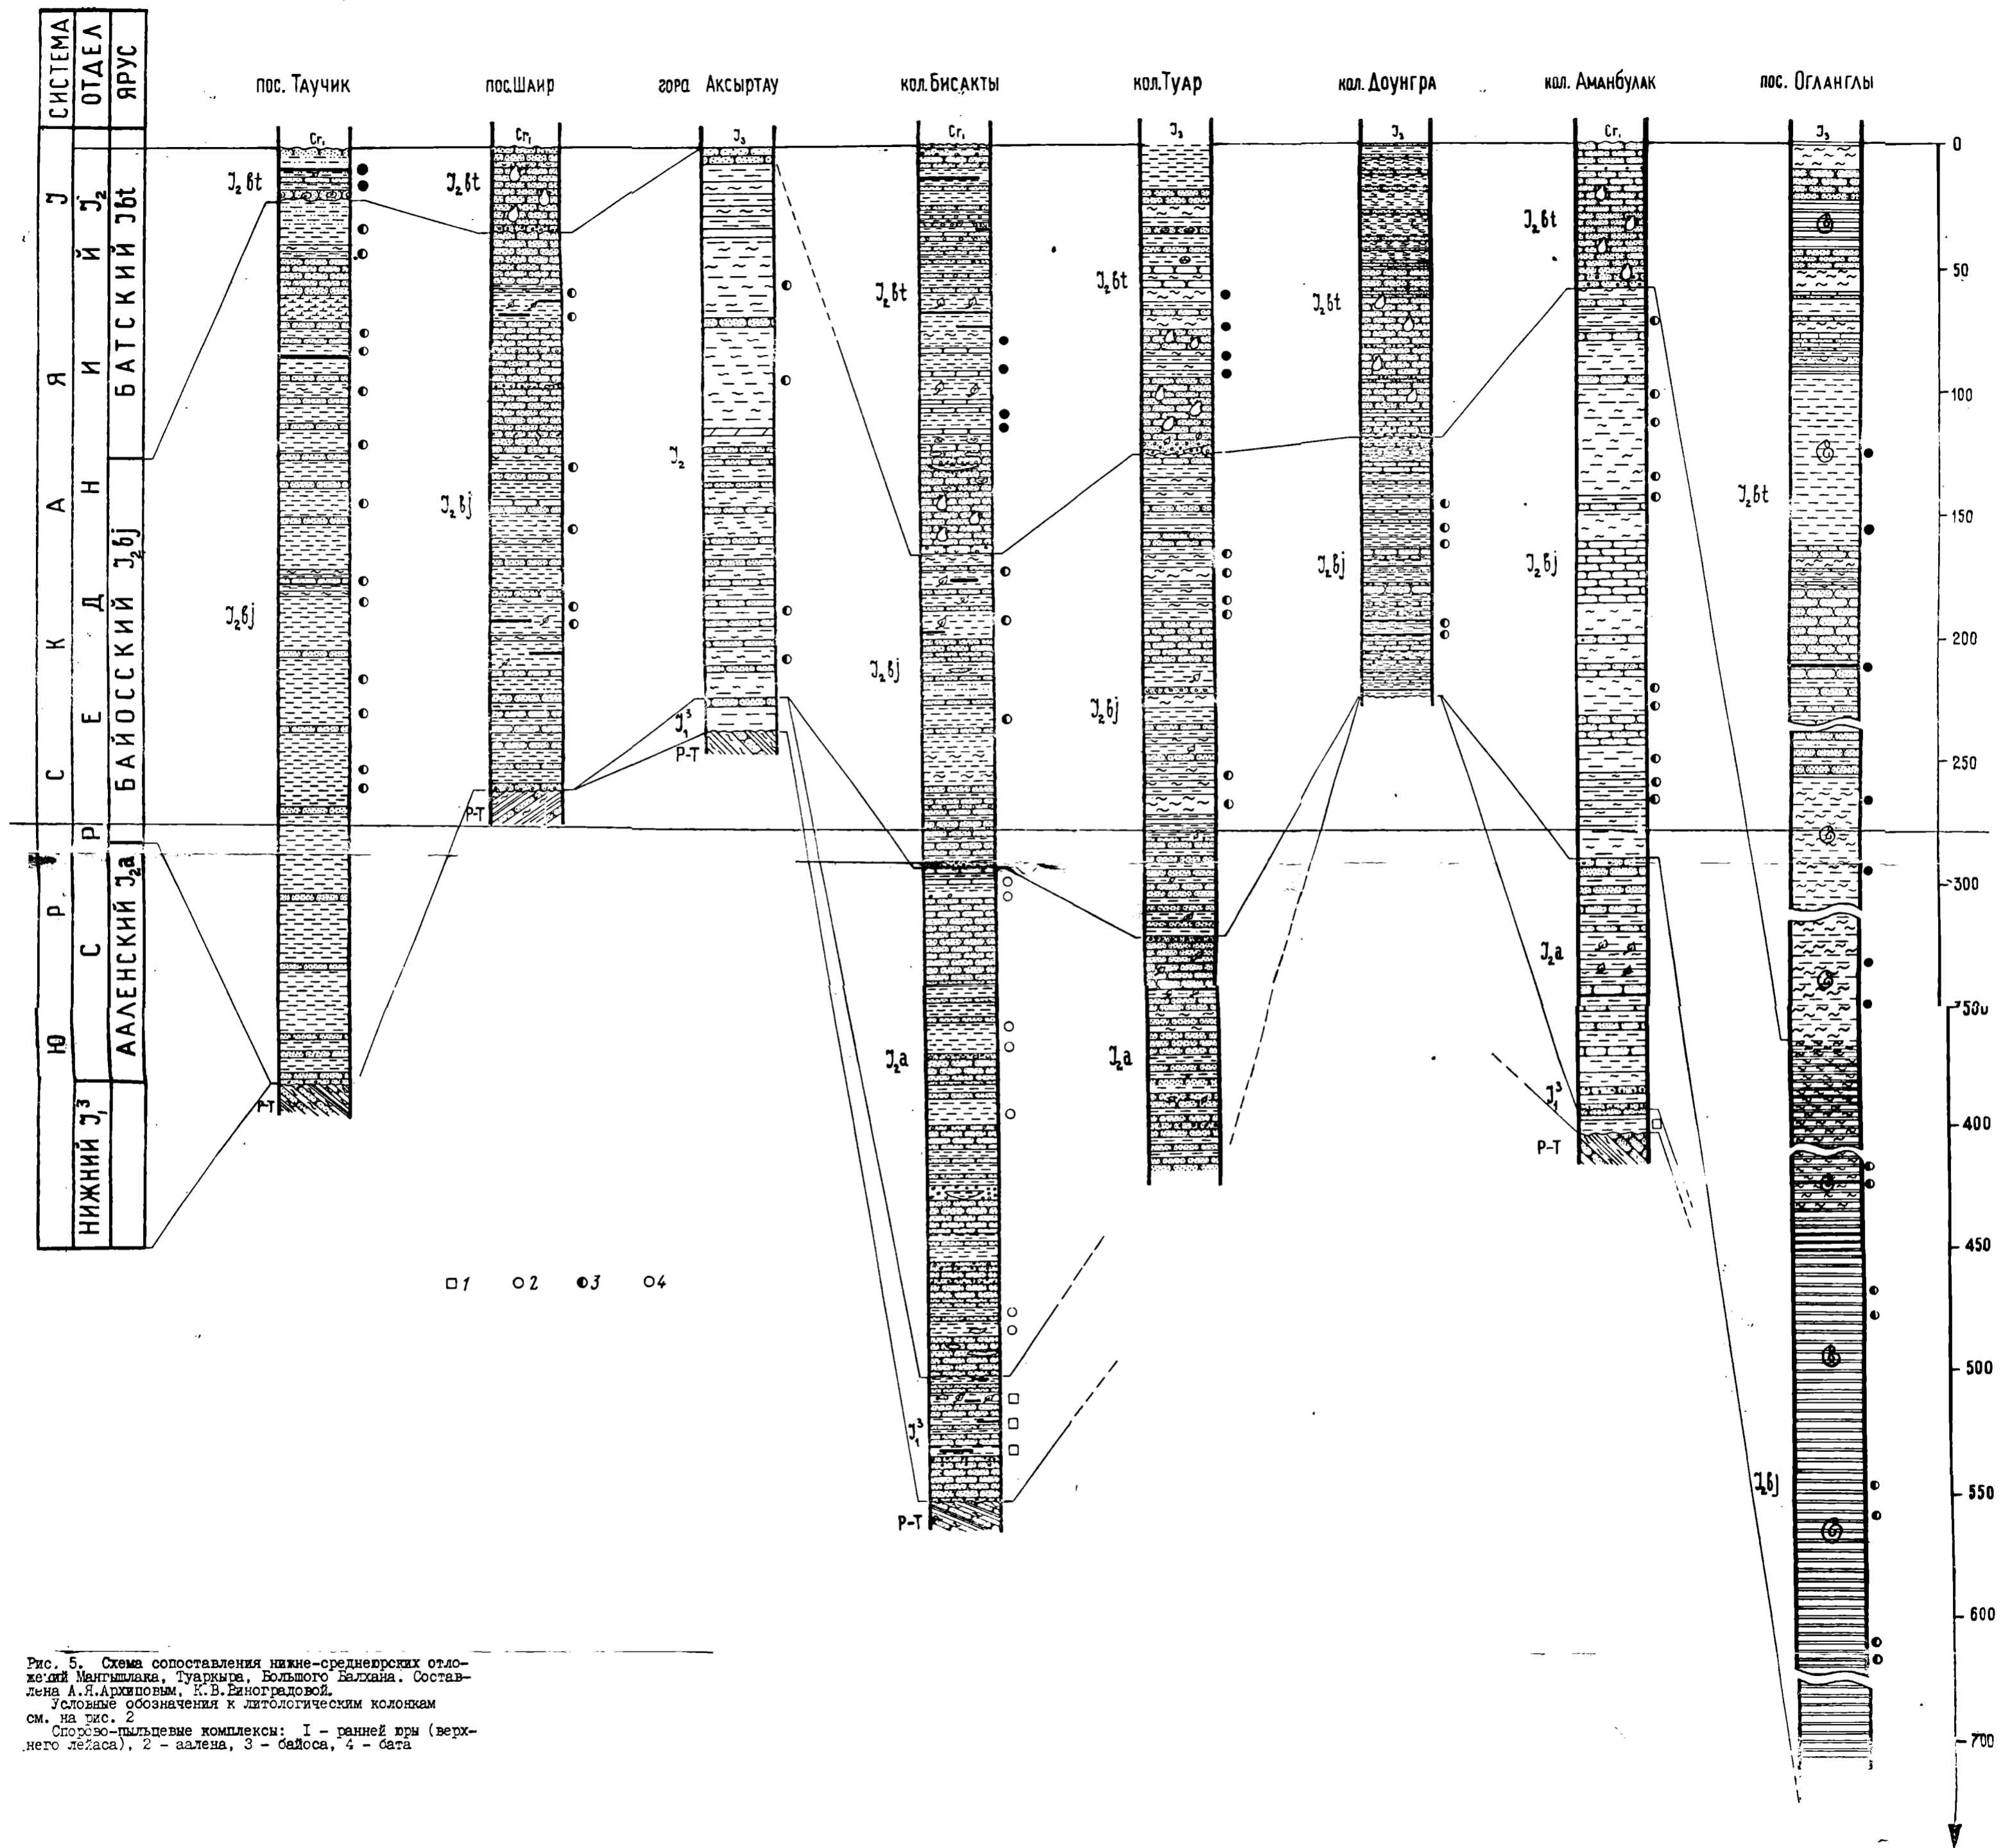 СИСТЕМА
ОТДЕЛ
ЯРУС
ЮРСКАЯ J
СРЕДНИЙ J₂
НИЖНИЙ J₁³
БАТСКИЙ Jbt
БАЙОССКИЙ J₂bj
ААЛЕНСКИЙ J₂a
пос. Таучик
пос. Шаир
гора Аксыртау
кол. Бисакты
кол. Туар
кол. Доунгра
кол. Аманбулак
пос. Огланглы
Cr₁
Cr₁
J₃
Cr₁
J₃
J₃
Cr₁
J₃
J₂bt
J₂bj
P-T
J₂bt
J₂bj
P-T
J₂
J₁³
P-T
J₂bt
J₂bj
J₂a
J₁³
P-T
J₂bt
J₂bj
J₂a
J₂bt
J₂bj
J₂bt
J₂bj
J₂a
J₁³
P-T
J₂bt
J₂bj
0
50
100
150
200
250
300
350
400
450
500
550
600
700
1
2
3
4
Рис. 5. Схема сопоставления нижне-среднеюрских отло-
жений Мангышлака, Туаркыра, Большого Балхана. Состав-
лена А.Я.Архиповым, К.В.Виноградовой.
Условные обозначения к литологическим колонкам
см. на рис. 2
Спорово-пыльцевые комплексы: I - ранней юры (верх-
него лейаса), 2 - аалена, 3 - байоса, 4 - бата